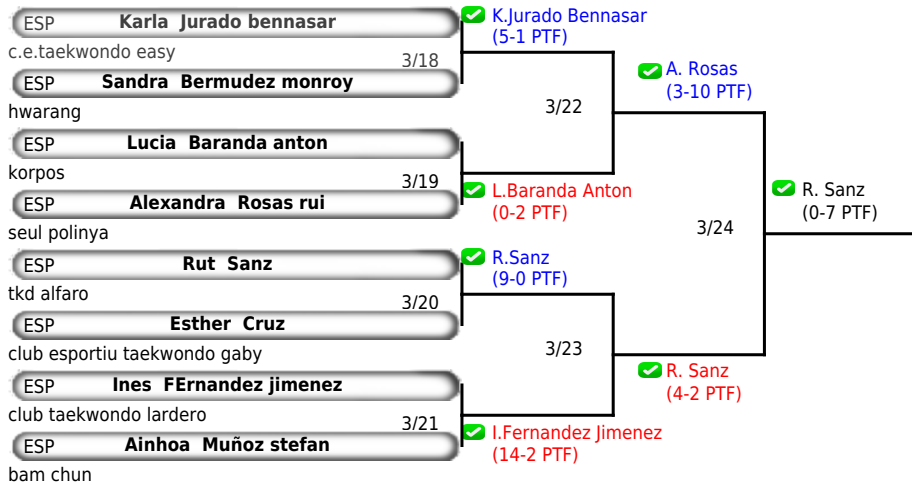 ESP Karla Jurado bennasar
c.e.taekwondo easy
3/18
ESP Sandra Bermudez monroy
hwarang
ESP Lucia Baranda anton
korpos
3/19
ESP Alexandra Rosas rui
seul polinya
ESP Rut Sanz
tkd alfaro
3/20
ESP Esther Cruz
club esportiu taekwondo gaby
ESP Ines FErnandez jimenez
club taekwondo lardero
3/21
ESP Ainhoa Muñoz stefan
bam chun
K.Jurado Bennasar
(5-1 PTF)
3/22
L.Baranda Anton
(0-2 PTF)
R.Sanz
(9-0 PTF)
3/23
I.Fernandez Jimenez
(14-2 PTF)
A. Rosas
(3-10 PTF)
3/24
R. Sanz
(4-2 PTF)
R. Sanz
(0-7 PTF)